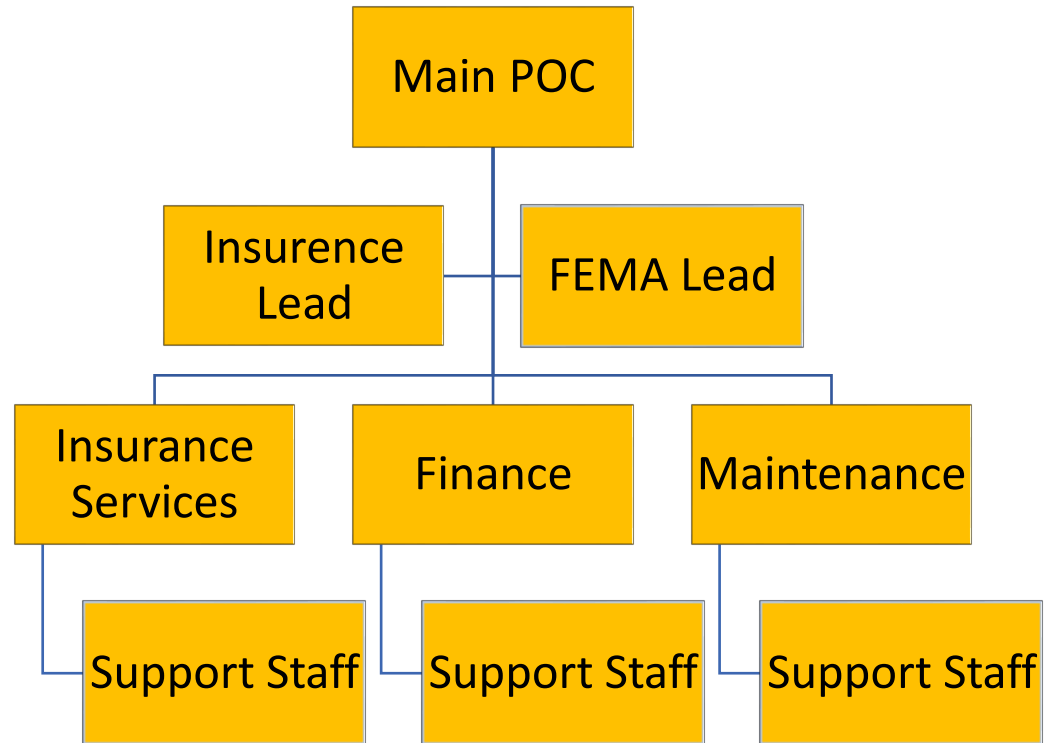 Main POC
Insurence
Lead
FEMA Lead
Insurance
Services
Finance
Maintenance
Support Staff
Support Staff
Support Staff